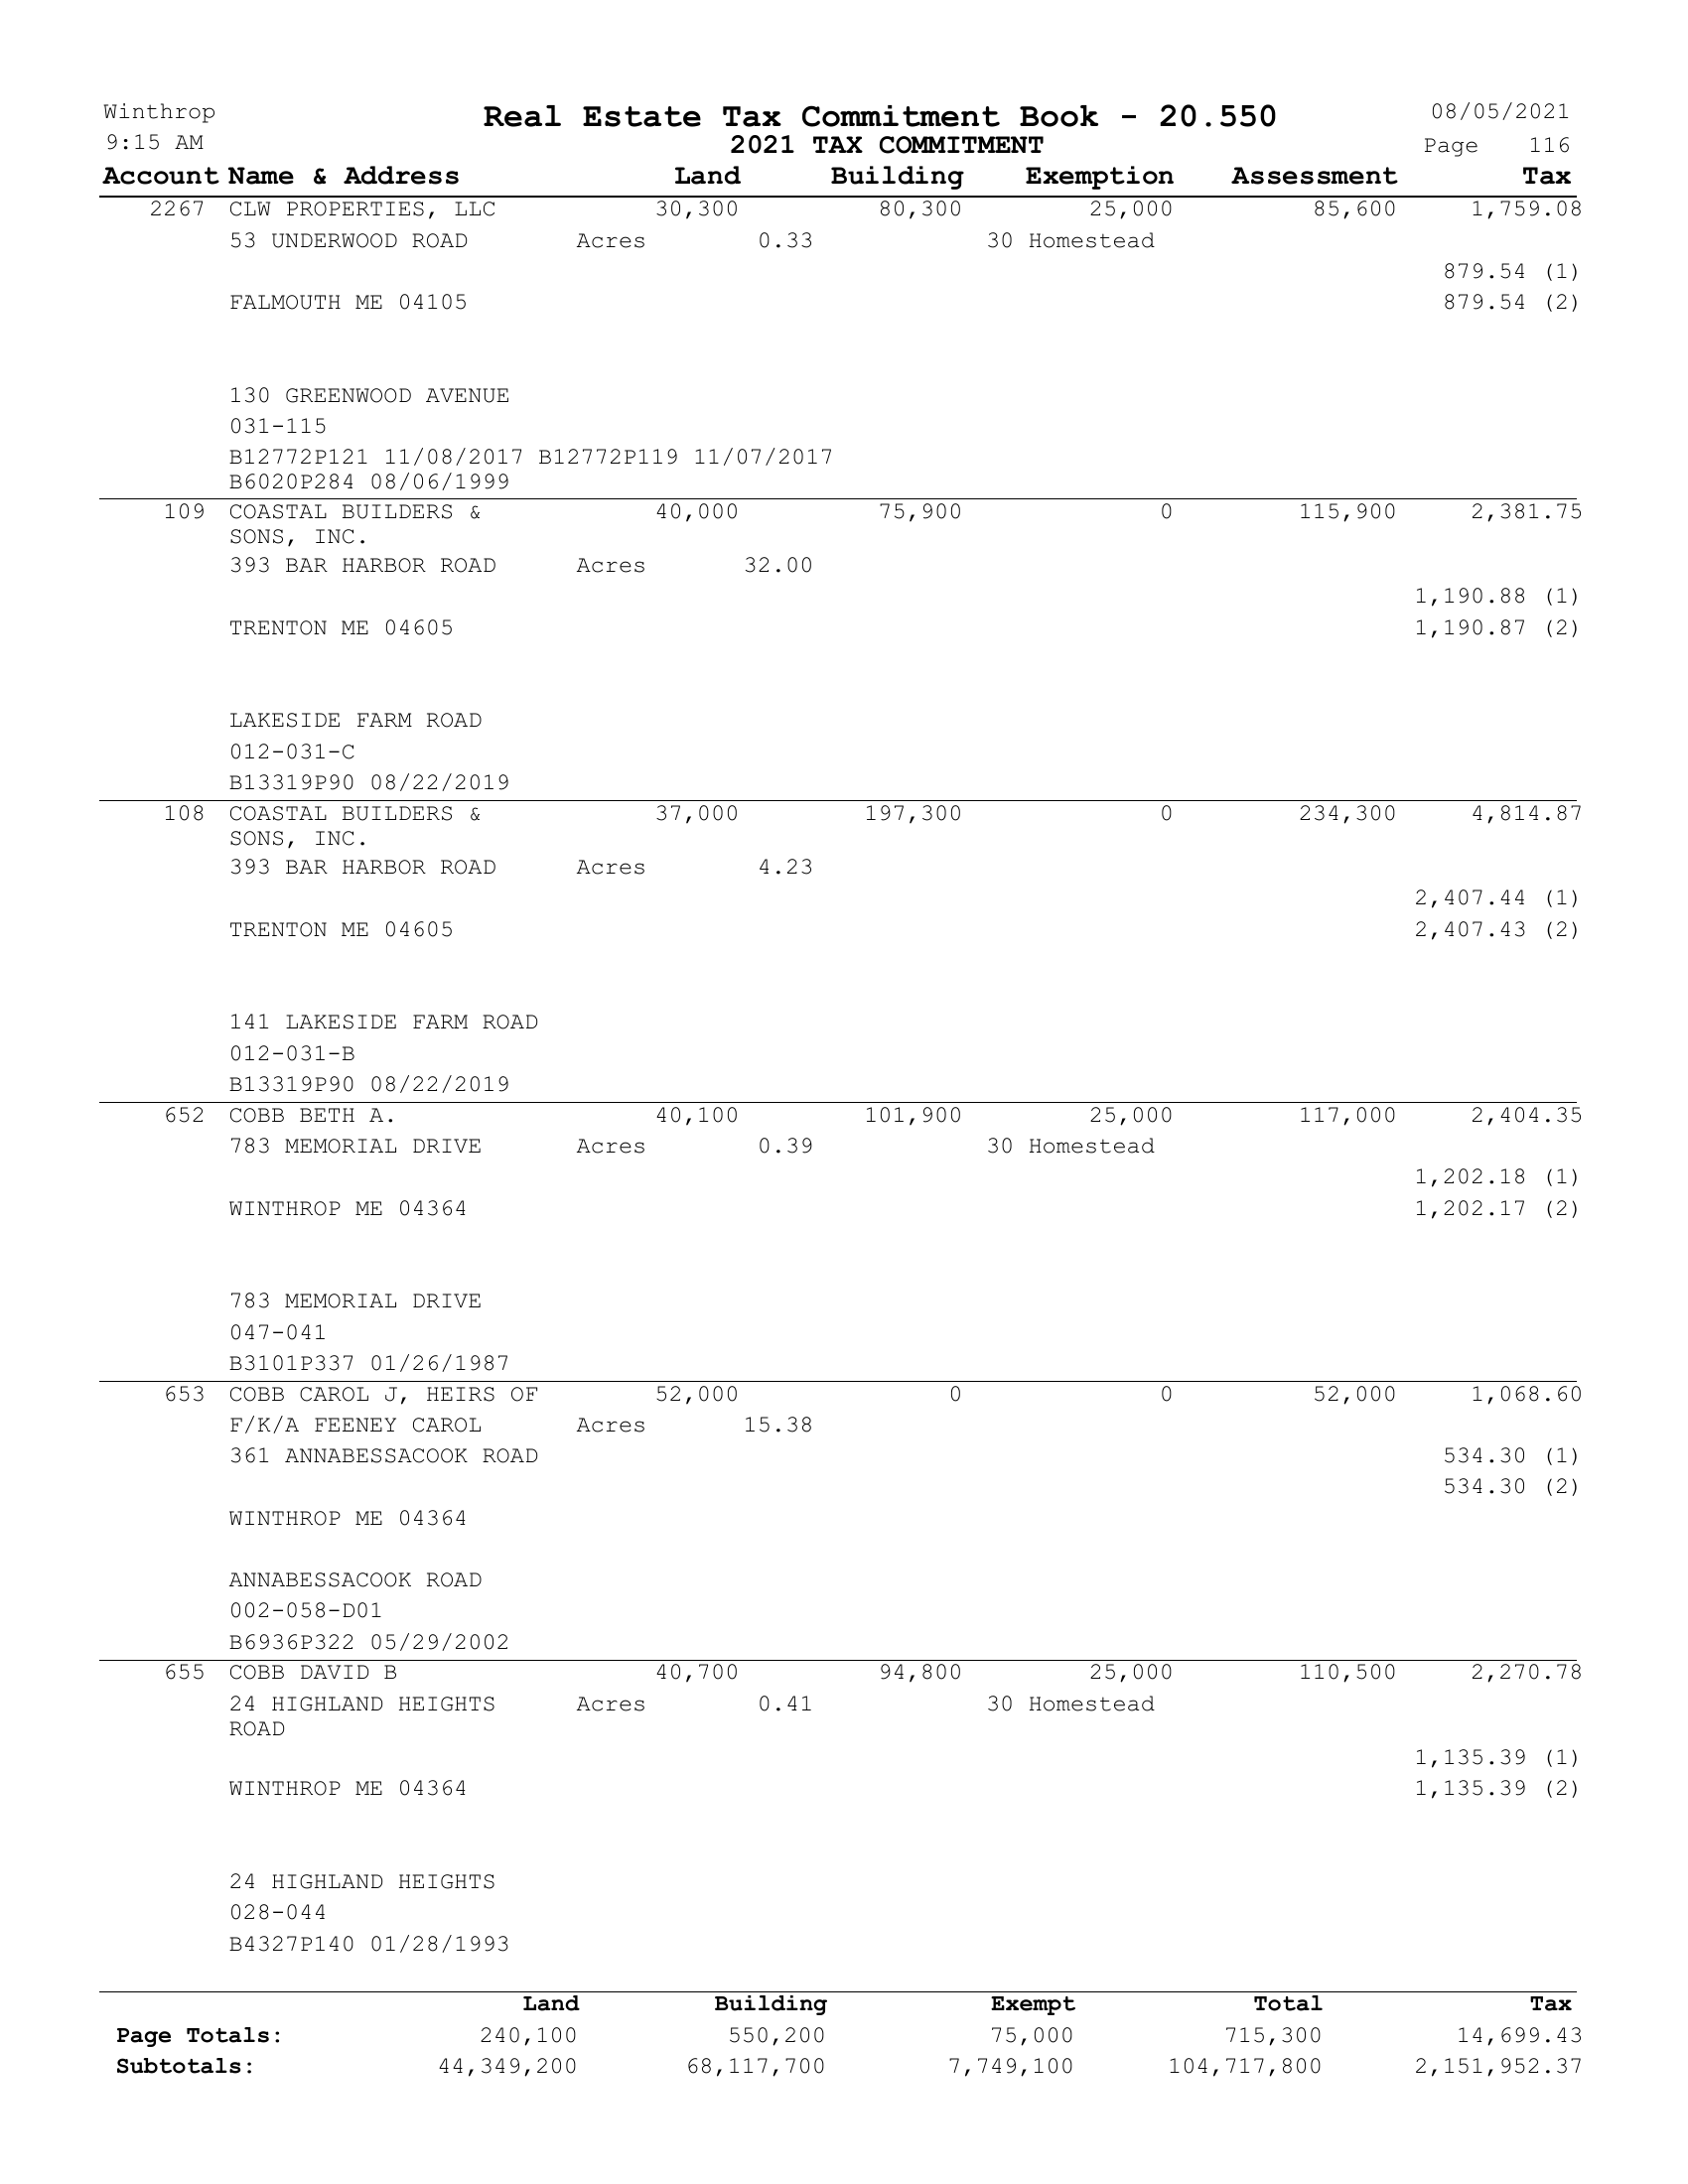 Winthrop Real Estate Tax Commitment Book - 20.550 08/05/2021
9:15 AM 2021 TAX COMMITMENT Page 116
Account Name & Address Land Building Exemption Assessment Tax
2267 CLW PROPERTIES, LLC 30,300 80,300 25,000 85,600 1,759.08
53 UNDERWOOD ROAD Acres 0.33 30 Homestead
879.54 (1)
FALMOUTH ME 04105 879.54 (2)
130 GREENWOOD AVENUE
031-115
B12772P121 11/08/2017 B12772P119 11/07/2017
B6020P284 08/06/1999
109 COASTAL BUILDERS & 40,000 75,900 0 115,900 2,381.75
SONS, INC.
393 BAR HARBOR ROAD Acres 32.00
1,190.88 (1)
TRENTON ME 04605 1,190.87 (2)
LAKESIDE FARM ROAD
012-031-C
B13319P90 08/22/2019
108 COASTAL BUILDERS & 37,000 197,300 0 234,300 4,814.87
SONS, INC.
393 BAR HARBOR ROAD Acres 4.23
2,407.44 (1)
TRENTON ME 04605 2,407.43 (2)
141 LAKESIDE FARM ROAD
012-031-B
B13319P90 08/22/2019
652 COBB BETH A. 40,100 101,900 25,000 117,000 2,404.35
783 MEMORIAL DRIVE Acres 0.39 30 Homestead
1,202.18 (1)
WINTHROP ME 04364 1,202.17 (2)
783 MEMORIAL DRIVE
047-041
B3101P337 01/26/1987
653 COBB CAROL J, HEIRS OF 52,000 0 0 52,000 1,068.60
F/K/A FEENEY CAROL Acres 15.38
361 ANNABESSACOOK ROAD 534.30 (1)
534.30 (2)
WINTHROP ME 04364
ANNABESSACOOK ROAD
002-058-D01
B6936P322 05/29/2002
655 COBB DAVID B 40,700 94,800 25,000 110,500 2,270.78
24 HIGHLAND HEIGHTS Acres 0.41 30 Homestead
ROAD
1,135.39 (1)
WINTHROP ME 04364 1,135.39 (2)
24 HIGHLAND HEIGHTS
028-044
B4327P140 01/28/1993
Land Building Exempt Total Tax
Page Totals: 240,100 550,200 75,000 715,300 14,699.43
Subtotals: 44,349,200 68,117,700 7,749,100 104,717,800 2,151,952.37